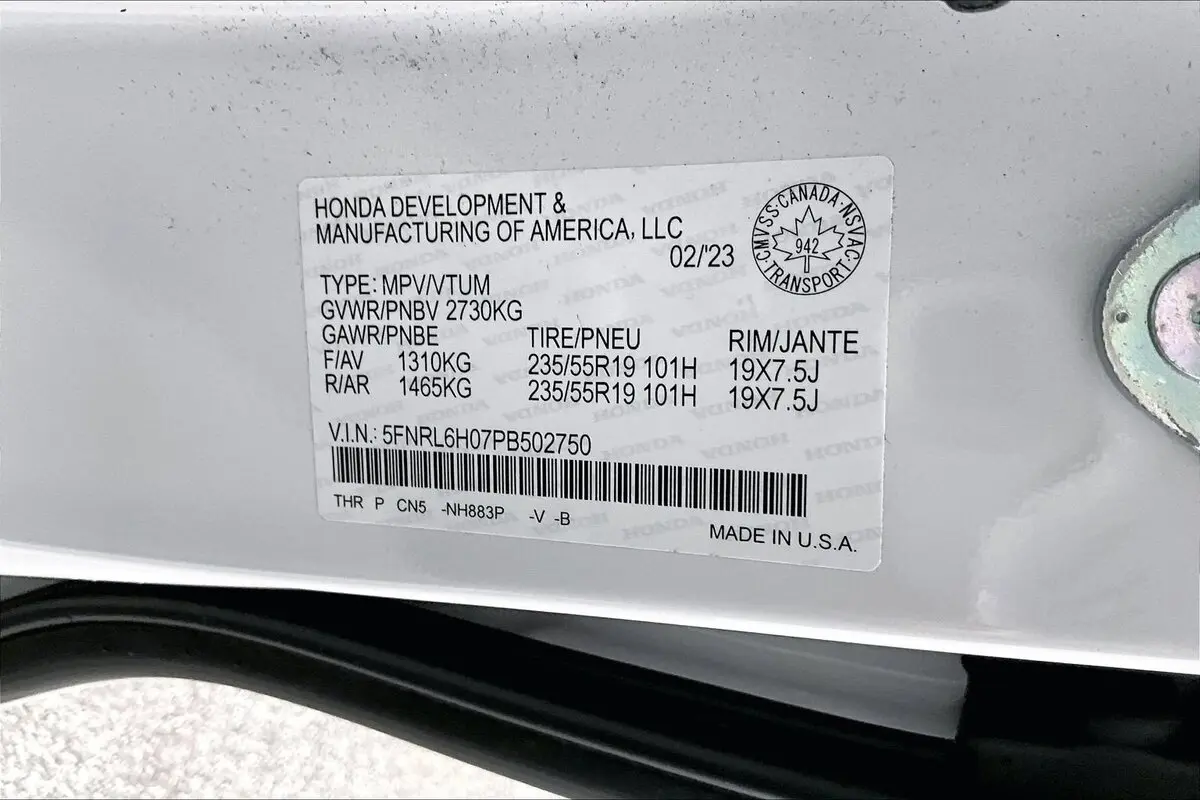 HONDA DEVELOPMENT &
MANUFACTURING OF AMERICA, LLC
02/'23
CMVSS·CANADA·NSVAC·TRANSPORT·
942
TYPE: MPV/VTUM
GVWR/PNBV 2730KG
GAWR/PNBE TIRE/PNEU RIM/JANTE
F/AV 1310KG 235/55R19 101H 19X7.5J
R/AR 1465KG 235/55R19 101H 19X7.5J
V.I.N.: 5FNRL6H07PB502750
THR P CN5 -NH883P -V -B
MADE IN U.S.A.